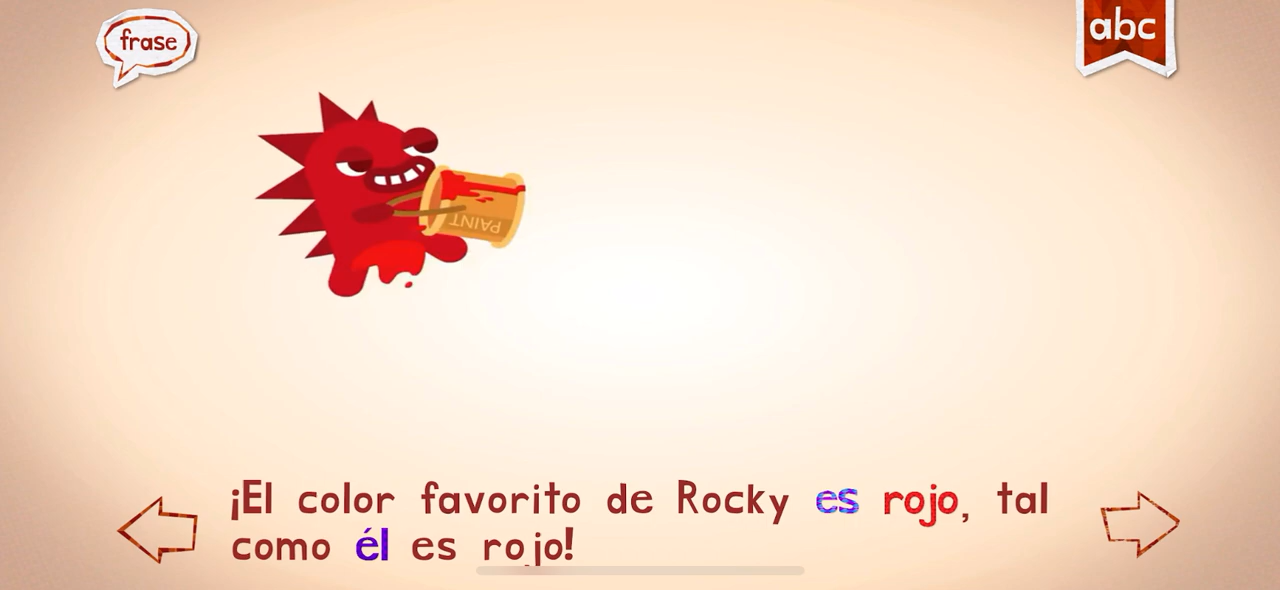 frase
abc
PAINT
¡El color favorito de Rocky es rojo, tal
como él es rojo!